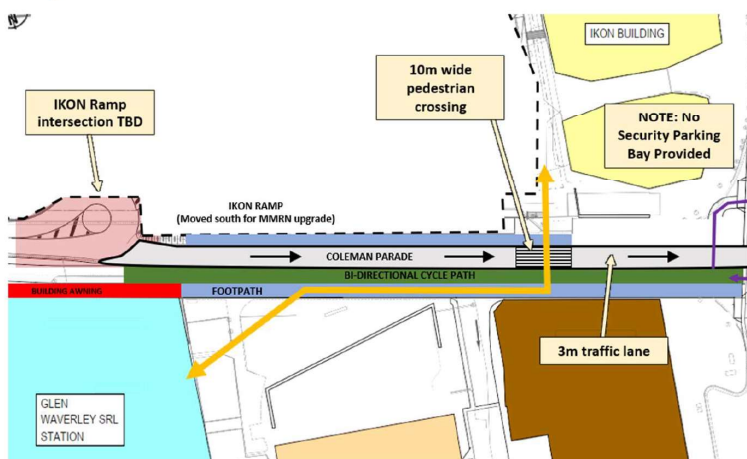 IKON BUILDING
10m wide
pedestrian
crossing
IKON Ramp
intersection TBD
NOTE: No
Security Parking
Bay Provided
IKON RAMP
(Moved south for MMRN upgrade)
COLEMAN PARADE
BI-DIRECTIONAL CYCLE PATH
BUILDING AWNING
FOOTPATH
3m traffic lane
GLEN
WAVERLEY SRL
STATION